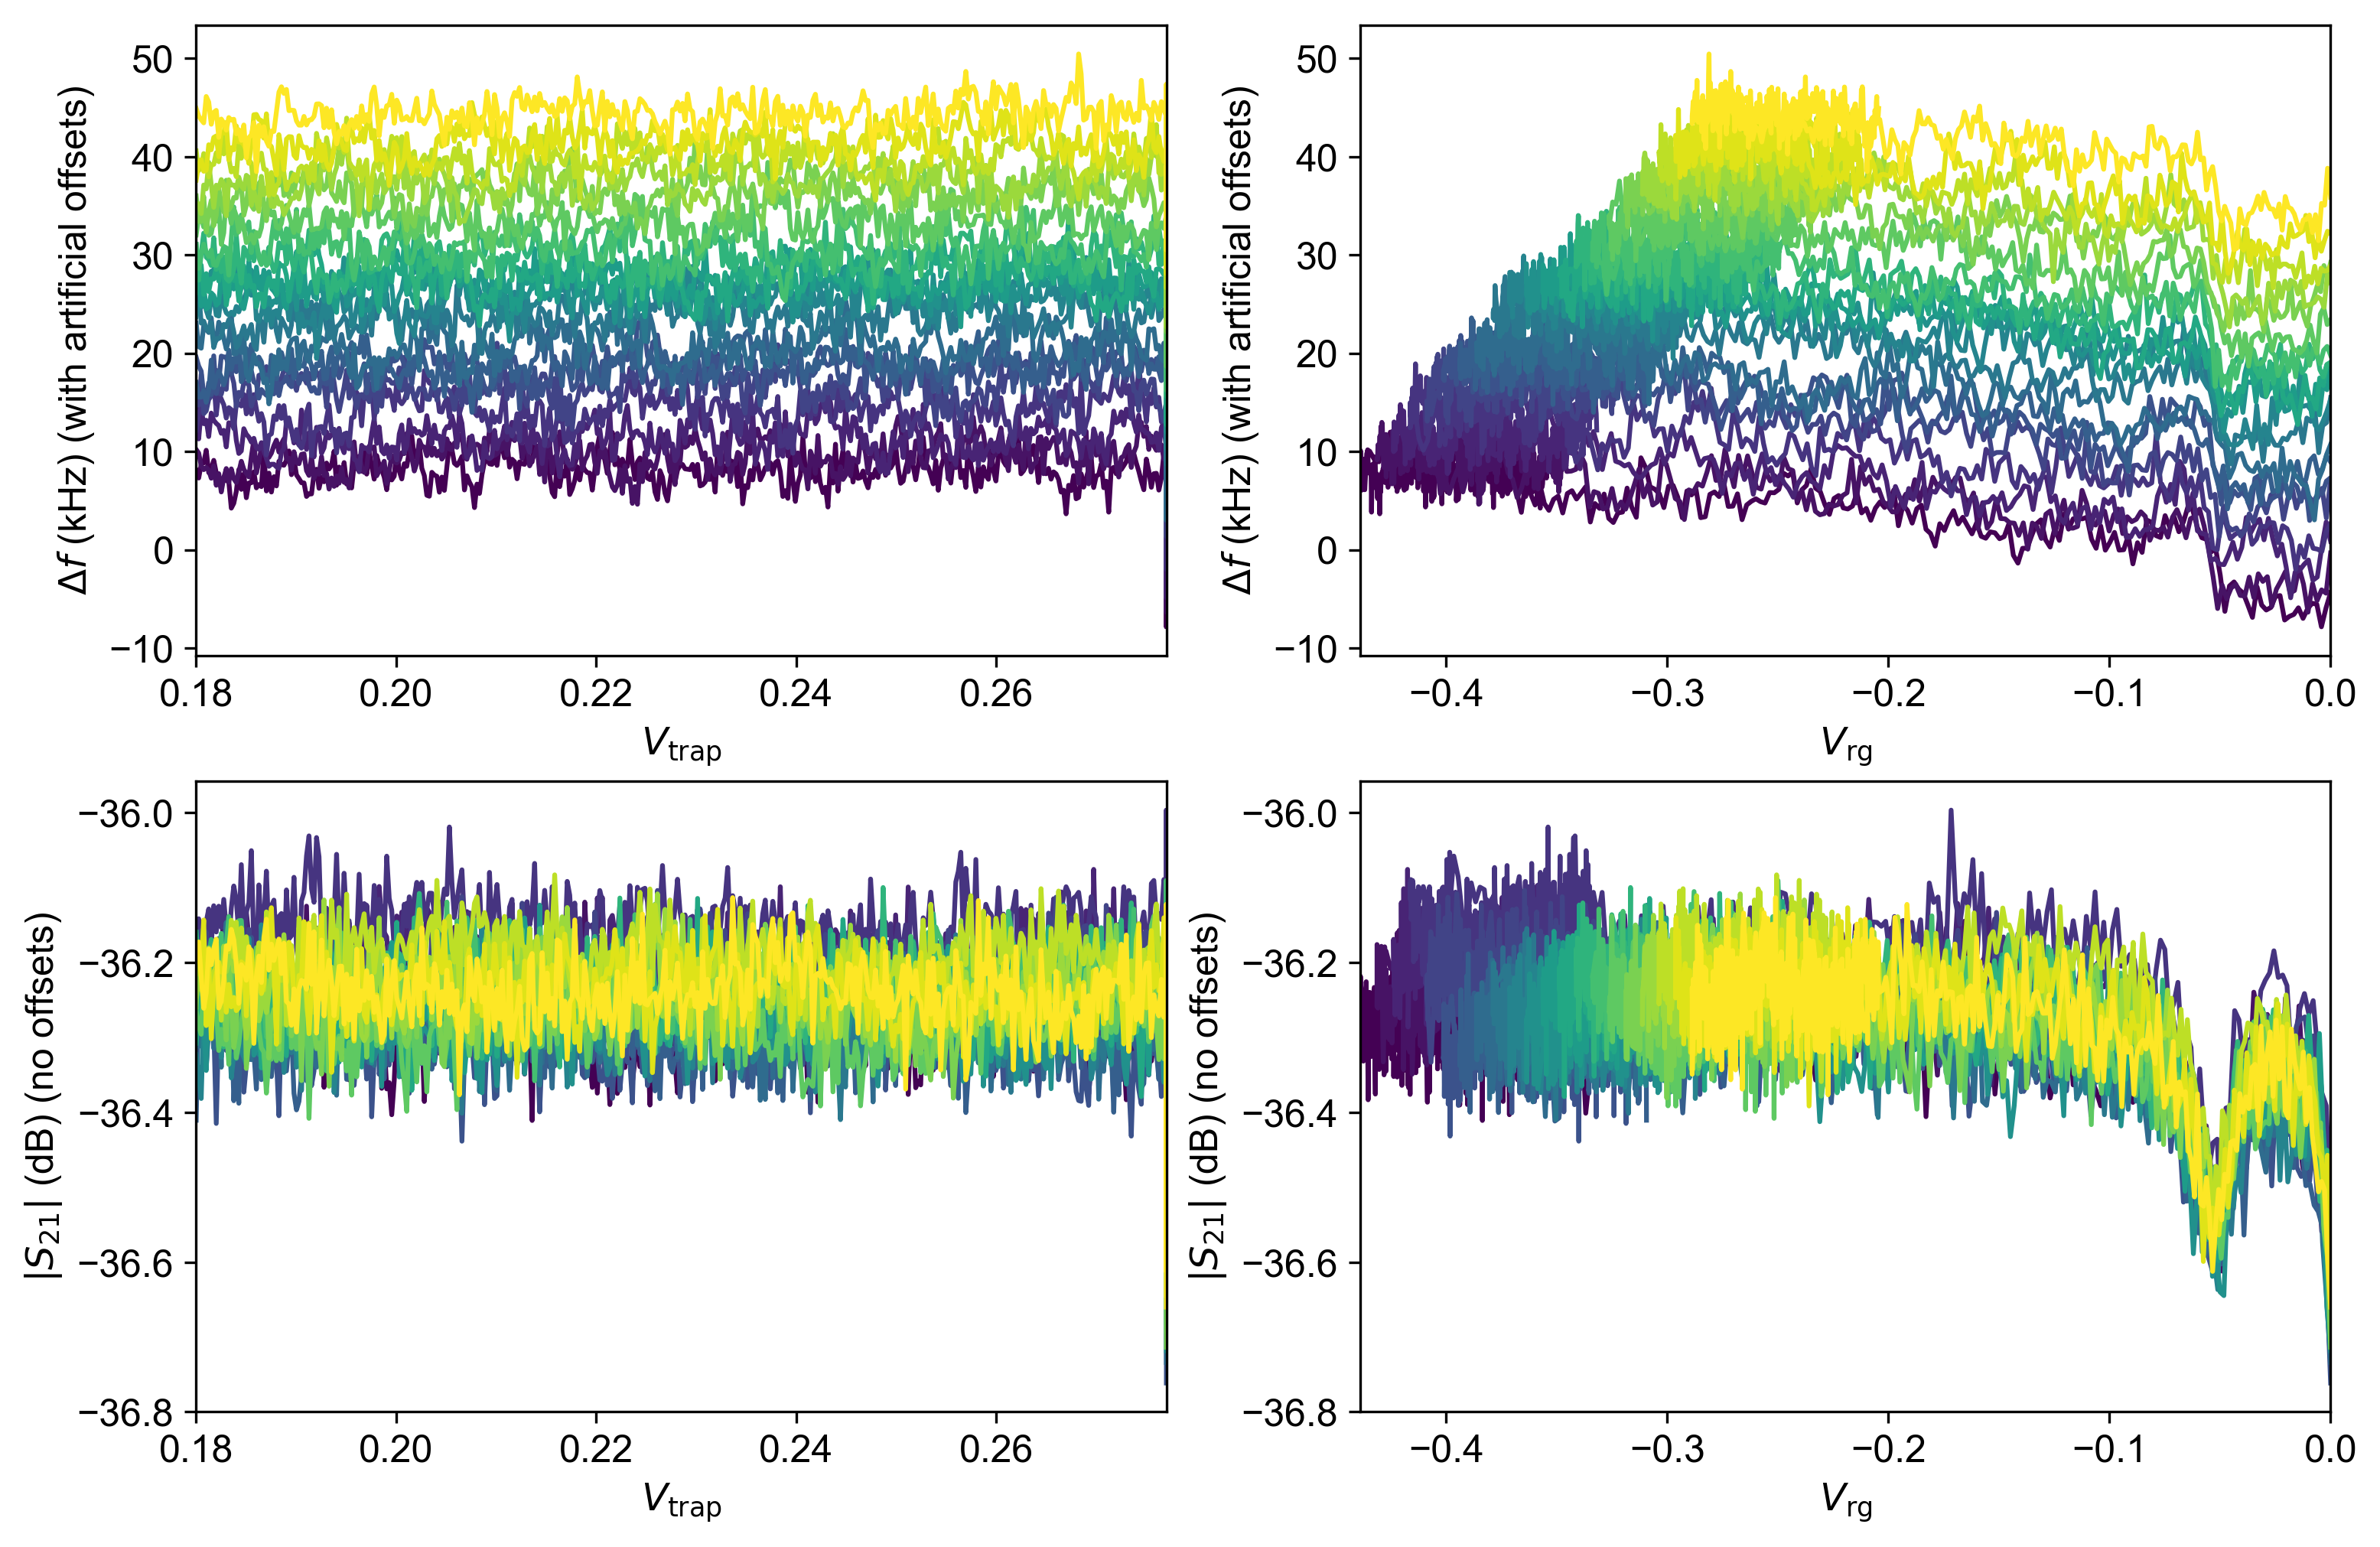 Δf (kHz) (with artificial offsets)
50
40
30
20
10
0
−10
0.18 0.20 0.22 0.24 0.26
V_trap
Δf (kHz) (with artificial offsets)
50
40
30
20
10
0
−10
−0.4 −0.3 −0.2 −0.1 0.0
V_rg
|S_21| (dB) (no offsets)
−36.0
−36.2
−36.4
−36.6
−36.8
0.18 0.20 0.22 0.24 0.26
V_trap
|S_21| (dB) (no offsets)
−36.0
−36.2
−36.4
−36.6
−36.8
−0.4 −0.3 −0.2 −0.1 0.0
V_rg